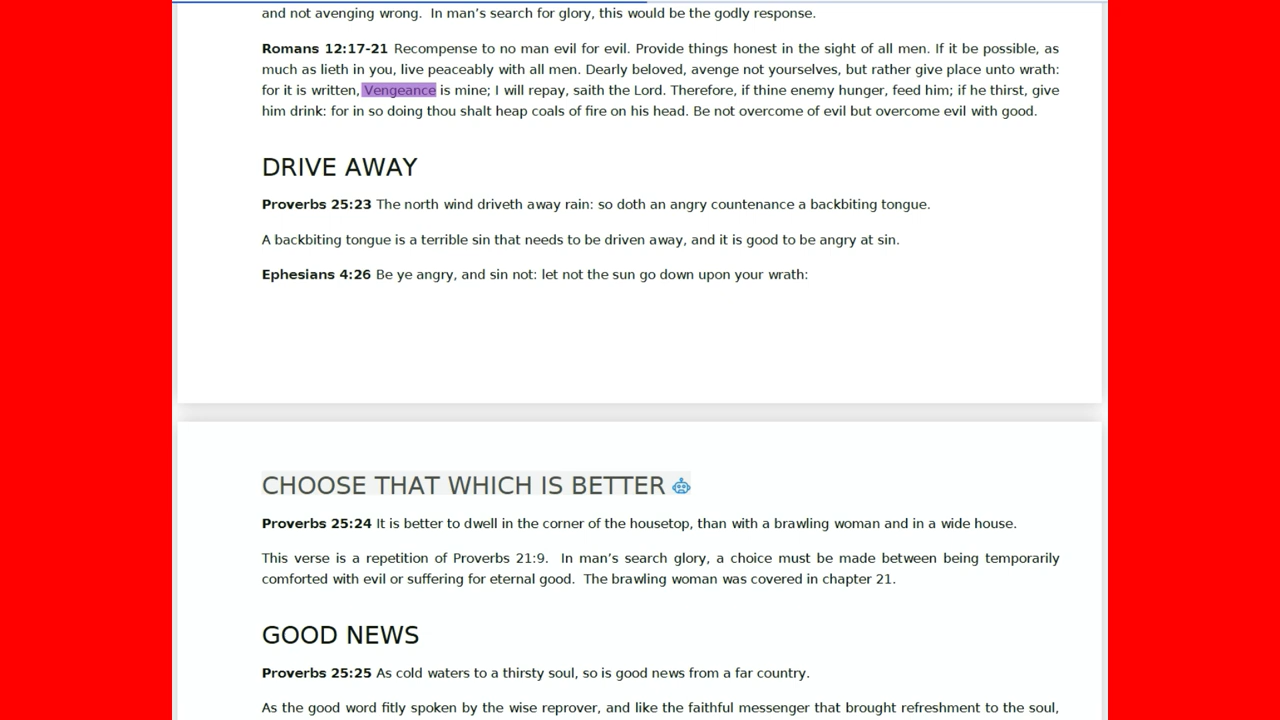 and not avenging wrong.  In man’s search for glory, this would be the godly response.
Romans 12:17-21 Recompense to no man evil for evil. Provide things honest in the sight of all men. If it be possible, as
much as lieth in you, live peaceably with all men. Dearly beloved, avenge not yourselves, but rather give place unto wrath:
for it is written, Vengeance is mine; I will repay, saith the Lord. Therefore, if thine enemy hunger, feed him; if he thirst, give
him drink: for in so doing thou shalt heap coals of fire on his head. Be not overcome of evil but overcome evil with good.
DRIVE AWAY
Proverbs 25:23 The north wind driveth away rain: so doth an angry countenance a backbiting tongue.
A backbiting tongue is a terrible sin that needs to be driven away, and it is good to be angry at sin.
Ephesians 4:26 Be ye angry, and sin not: let not the sun go down upon your wrath:
CHOOSE THAT WHICH IS BETTER
Proverbs 25:24 It is better to dwell in the corner of the housetop, than with a brawling woman and in a wide house.
This verse is a repetition of Proverbs 21:9.  In man’s search glory, a choice must be made between being temporarily
comforted with evil or suffering for eternal good.  The brawling woman was covered in chapter 21.
GOOD NEWS
Proverbs 25:25 As cold waters to a thirsty soul, so is good news from a far country.
As the good word fitly spoken by the wise reprover, and like the faithful messenger that brought refreshment to the soul,